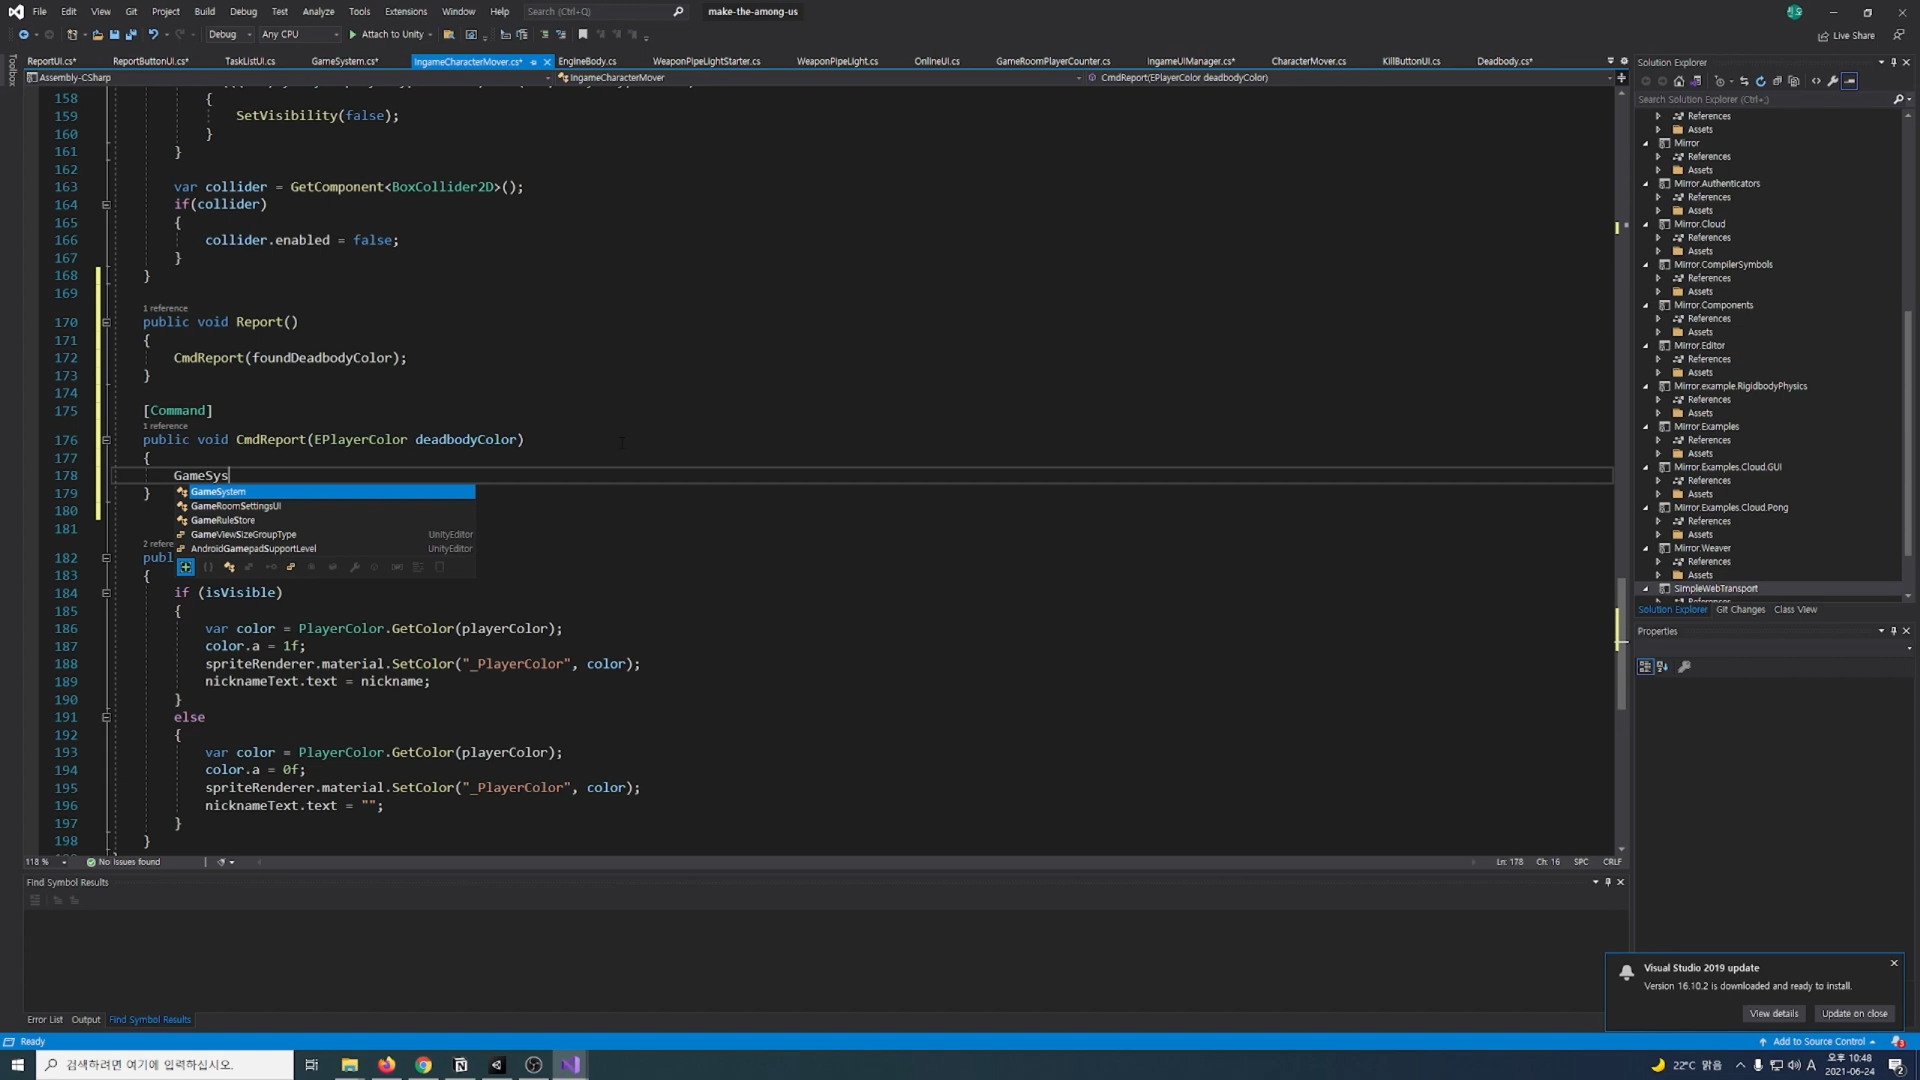 File Edit View Git Project Build Debug Test Analyze Tools Extensions Window Help Search (Ctrl+Q) make-the-among-us
Debug Any CPU Attach to Unity Live Share
ReportUI.cs* ReportButtonUI.cs* TaskListUI.cs GameSystem.cs* IngameCharacterMover.cs* EngineBody.cs WeaponPipeLightStarter.cs WeaponPipeLight.cs OnlineUI.cs GameRoomPlayerCounter.cs IngameUIManager.cs* CharacterMover.cs KillButtonUI.cs Deadbody.cs*
Assembly-CSharp IngameCharacterMover CmdReport(EPlayerColor deadbodyColor)
158 {
159 SetVisibility(false);
160 }
161 }
162
163 var collider = GetComponent<BoxCollider2D>();
164 if(collider)
165 {
166 collider.enabled = false;
167 }
168 }
169
1 reference
170 public void Report()
171 {
172 CmdReport(foundDeadbodyColor);
173 }
174
175 [Command]
1 reference
176 public void CmdReport(EPlayerColor deadbodyColor)
177 {
178 GameSys
179 }
180
181
GameSystem
GameRoomSettingsUI
GameRuleStore
GameViewSizeGroupType UnityEditor
AndroidGamepadSupportLevel UnityEditor
2 refere
182 publ
183 {
184 if (isVisible)
185 {
186 var color = PlayerColor.GetColor(playerColor);
187 color.a = 1f;
188 spriteRenderer.material.SetColor("_PlayerColor", color);
189 nicknameText.text = nickname;
190 }
191 else
192 {
193 var color = PlayerColor.GetColor(playerColor);
194 color.a = 0f;
195 spriteRenderer.material.SetColor("_PlayerColor", color);
196 nicknameText.text = "";
197 }
198 }
118 % No issues found Ln: 178 Ch: 16 SPC CRLF
Find Symbol Results
Error List Output Find Symbol Results
Toolbox
Solution Explorer
Search Solution Explorer (Ctrl+;)
References
Assets
Mirror
References
Assets
Mirror.Authenticators
References
Assets
Mirror.Cloud
References
Assets
Mirror.CompilerSymbols
References
Assets
Mirror.Components
References
Assets
Mirror.Editor
References
Assets
Mirror.example.RigidbodyPhysics
References
Assets
Mirror.Examples
References
Assets
Mirror.Examples.Cloud.GUI
References
Assets
Mirror.Examples.Cloud.Pong
References
Assets
Mirror.Weaver
References
Assets
SimpleWebTransport
References
Solution Explorer Git Changes Class View
Properties
Visual Studio 2019 update
Version 16.10.2 is downloaded and ready to install.
View details Update on close
Ready Add to Source Control
검색하려면 여기에 입력하십시오. 22℃ 맑음 A 오후 10:48
2021-06-24